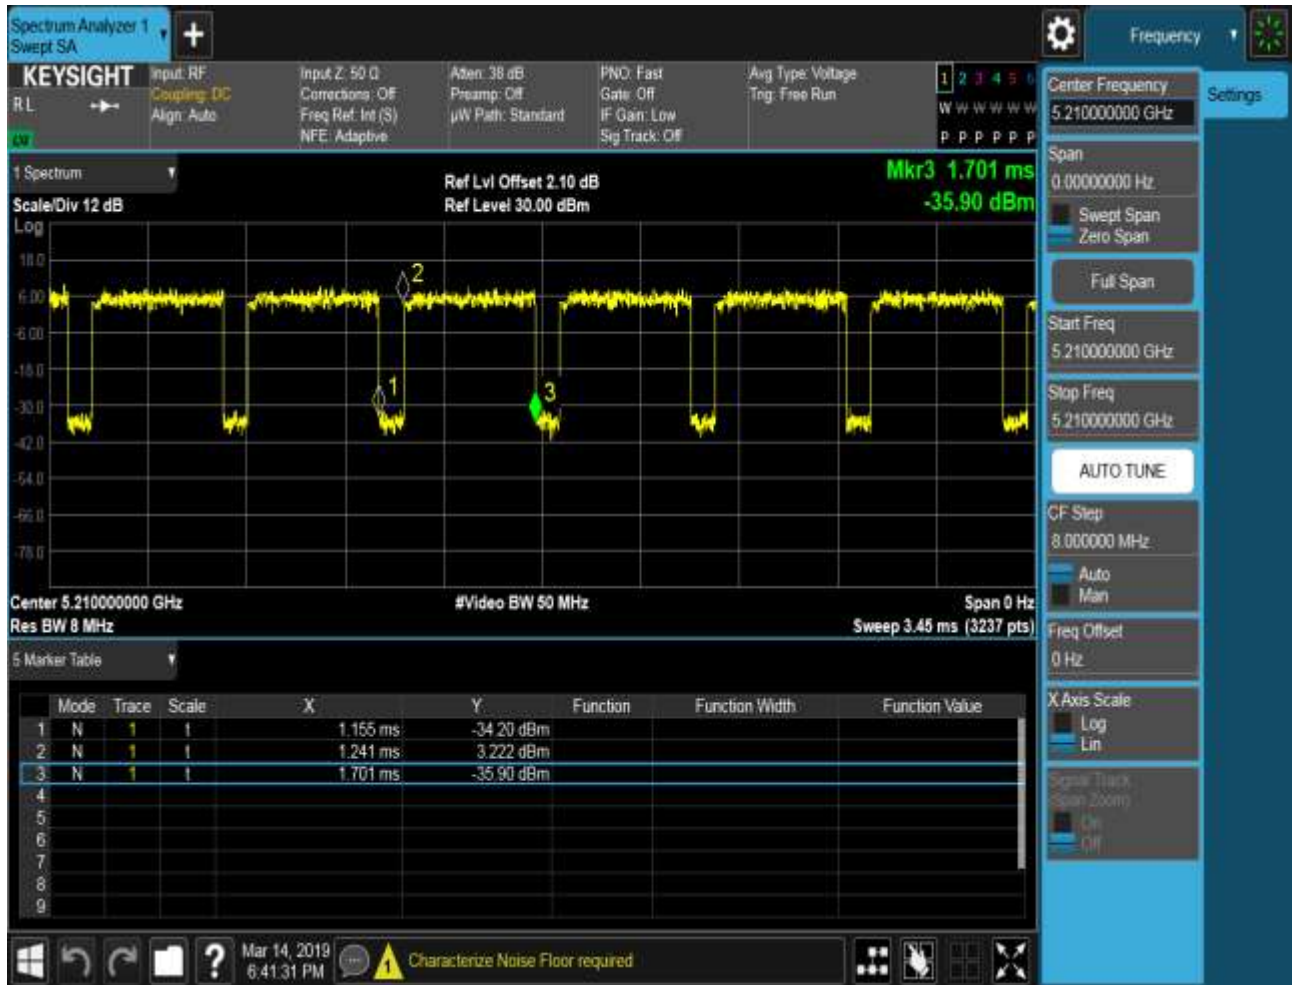 Spectrum Analyzer 1
Swept SA
+
Frequency
KEYSIGHT
RL
Input: RF
Coupling: DC
Align: Auto
Input Z: 50 Ω
Corrections: Off
Freq Ref: Int (S)
NFE: Adaptive
Atten: 38 dB
Preamp: Off
µW Path: Standard
PNO: Fast
Gate: Off
IF Gain: Low
Sig Track: Off
Avg Type: Voltage
Trig: Free Run
1 2 3 4 5 6
W W W W W W
P P P P P P
1 Spectrum
Scale/Div 12 dB
Ref Lvl Offset 2.10 dB
Ref Level 30.00 dBm
Mkr3 1.701 ms
-35.90 dBm
Log
18.0
6.00
-6.00
-18.0
-30.0
-42.0
-54.0
-66.0
-78.0
2
1
3
Center 5.210000000 GHz
#Video BW 50 MHz
Span 0 Hz
Res BW 8 MHz
Sweep 3.45 ms (3237 pts)
5 Marker Table
Mode Trace Scale X Y Function Function Width Function Value
1 N 1 t 1.155 ms -34.20 dBm
2 N 1 t 1.241 ms 3.222 dBm
3 N 1 t 1.701 ms -35.90 dBm
4
5
6
7
8
9
Center Frequency
5.210000000 GHz
Settings
Span
0.00000000 Hz
Swept Span
Zero Span
Full Span
Start Freq
5.210000000 GHz
Stop Freq
5.210000000 GHz
AUTO TUNE
CF Step
8.000000 MHz
Auto
Man
Freq Offset
0 Hz
X Axis Scale
Log
Lin
Signal Track
(Span Zoom)
On
Off
?
Mar 14, 2019
6:41:31 PM
1
Characterize Noise Floor required